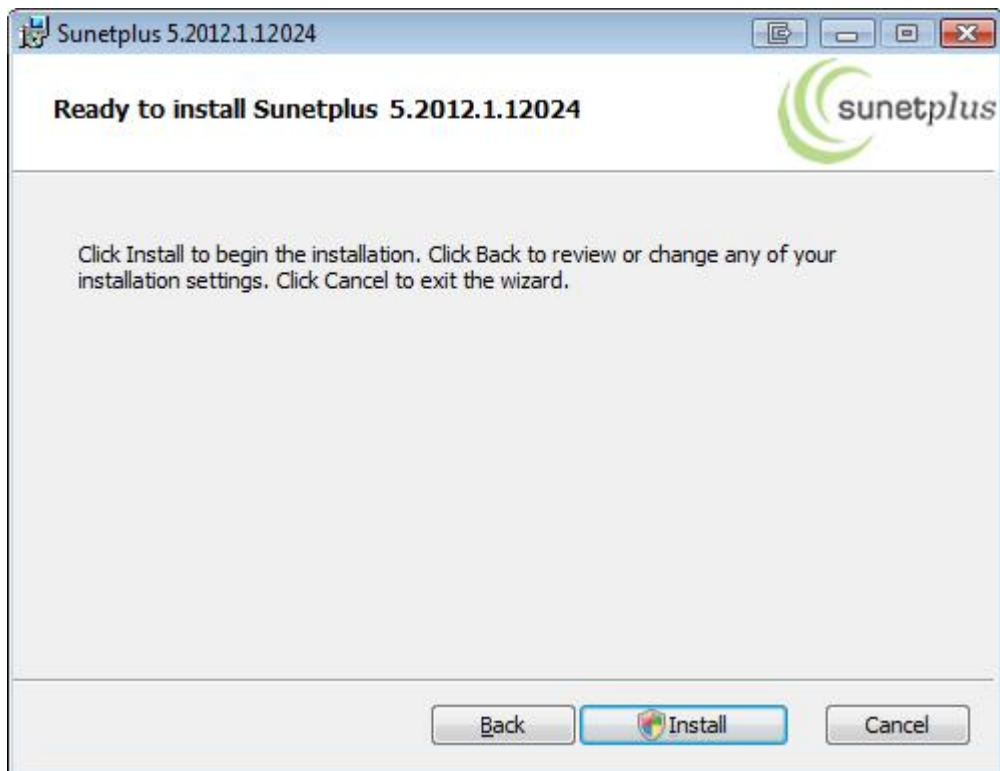 Sunetplus 5.2012.1.12024
Ready to install Sunetplus 5.2012.1.12024
sunetplus
Click Install to begin the installation. Click Back to review or change any of your
installation settings. Click Cancel to exit the wizard.
Back
Install
Cancel